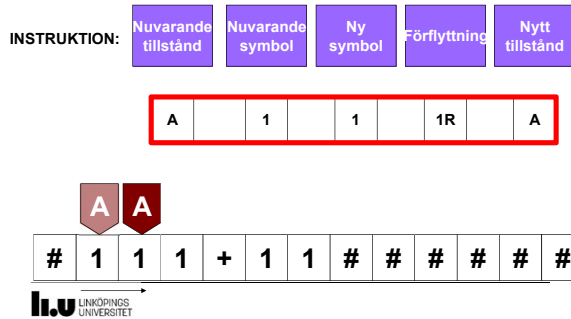 INSTRUKTION:
Nuvarande tillstånd
Nuvarande symbol
Ny symbol
Förflyttning
Nytt tillstånd
A 1 1 1R A
A A
# 1 1 1 + 1 1 # # # # # #
li.u LINKÖPINGS UNIVERSITET